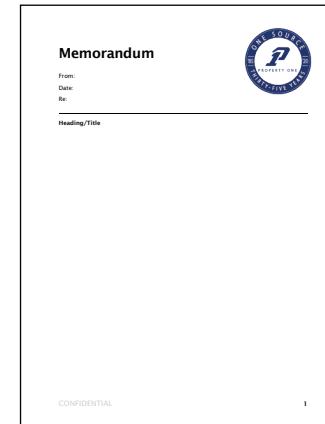 Memorandum
From:
Date:
Re:
ONE SOURCE
PROPERTY ONE
THIRTY-FIVE YEARS
Heading/Title
CONFIDENTIAL
1